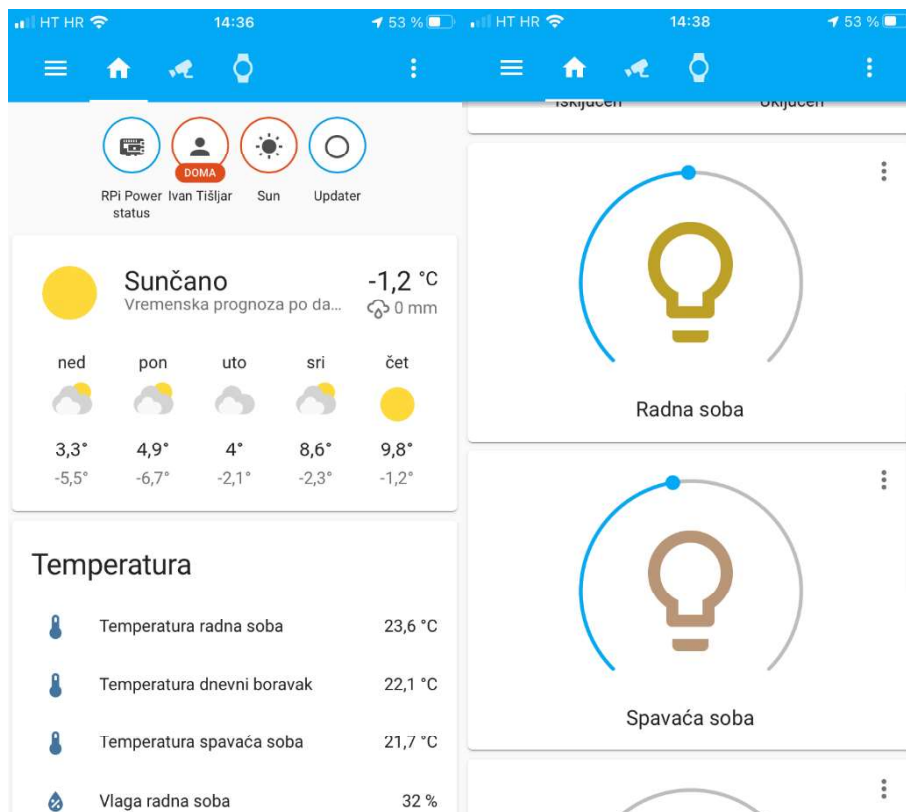 HT HR 14:36 53 %
DOMA
RPi Power status
Ivan Tišljar
Sun
Updater
Sunčano -1,2 °C
Vremenska prognoza po da... 0 mm
ned pon uto sri čet
3,3° 4,9° 4° 8,6° 9,8°
-5,5° -6,7° -2,1° -2,3° -1,2°
Temperatura
Temperatura radna soba 23,6 °C
Temperatura dnevni boravak 22,1 °C
Temperatura spavaća soba 21,7 °C
Vlaga radna soba 32 %
HT HR 14:38 53 %
Isključen Uključen
Radna soba
Spavaća soba